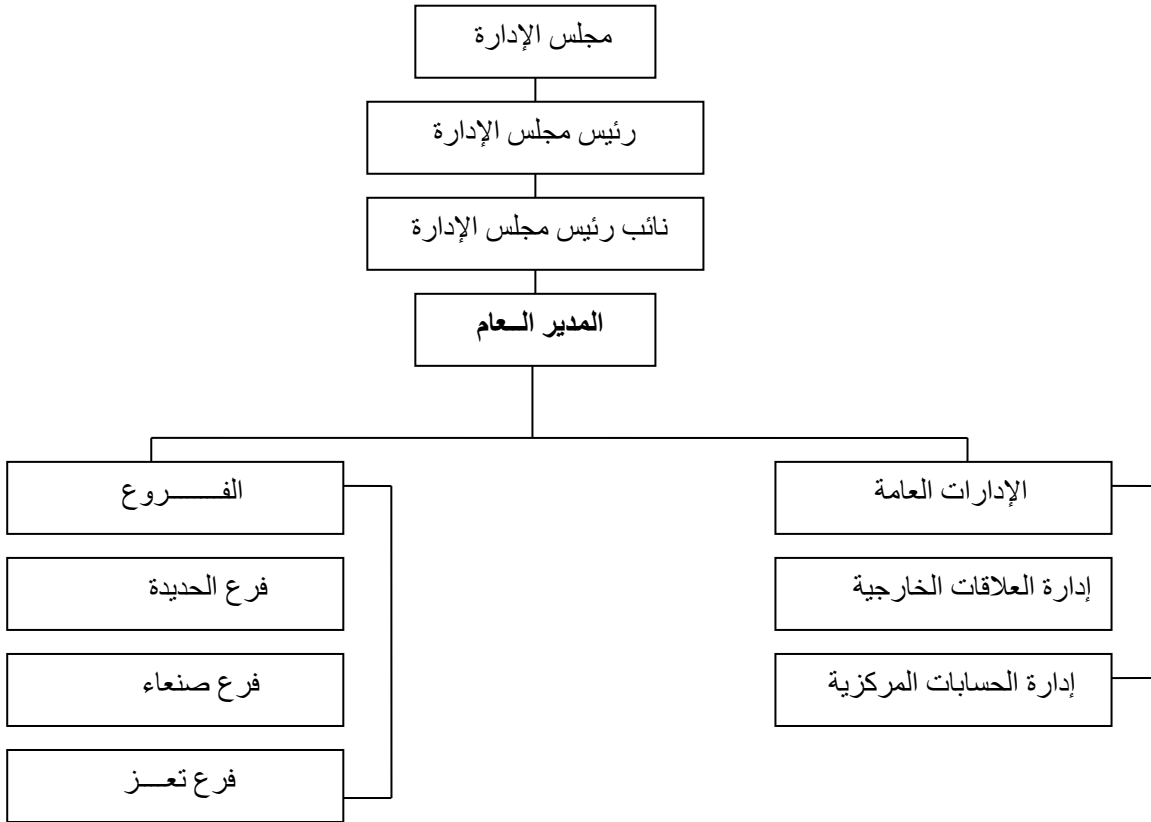 مجلس الإدارة
رئيس مجلس الإدارة
نائب رئيس مجلس الإدارة
المدير الـعام
الإدارات العامة
إدارة العلاقات الخارجية
إدارة الحسابات المركزية
الفـــــروع
فرع الحديدة
فرع صنعاء
فرع تعـــز